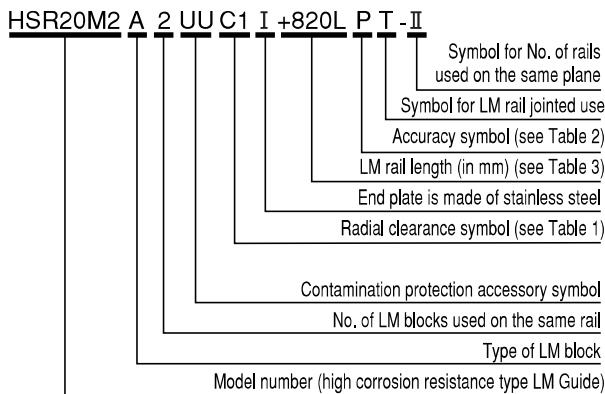 HSR20M2 A 2 UU C1 I +820L P T -Ⅱ
Symbol for No. of rails
used on the same plane
Symbol for LM rail jointed use
Accuracy symbol (see Table 2)
LM rail length (in mm) (see Table 3)
End plate is made of stainless steel
Radial clearance symbol (see Table 1)
Contamination protection accessory symbol
No. of LM blocks used on the same rail
Type of LM block
Model number (high corrosion resistance type LM Guide)